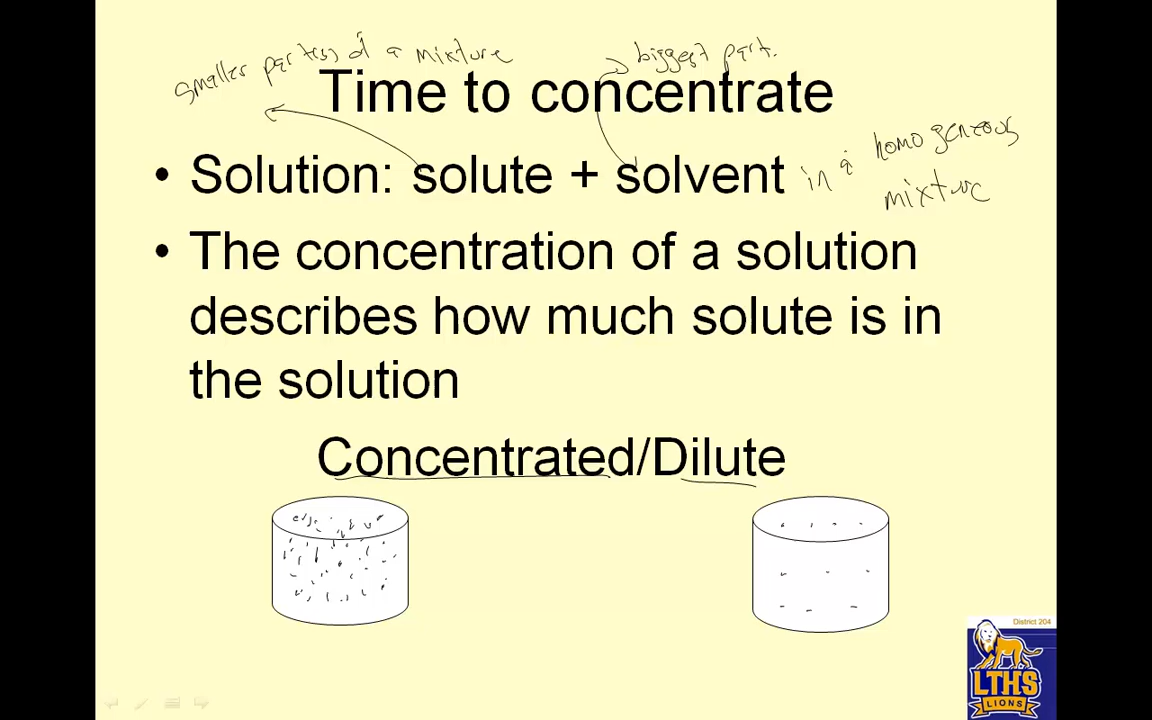 smaller part(s) of a mixture
biggest part.
Time to concentrate
• Solution: solute + solvent
in a homogeneous
mixture
• The concentration of a solution
describes how much solute is in
the solution
Concentrated/Dilute
District 204
LTHS
LIONS